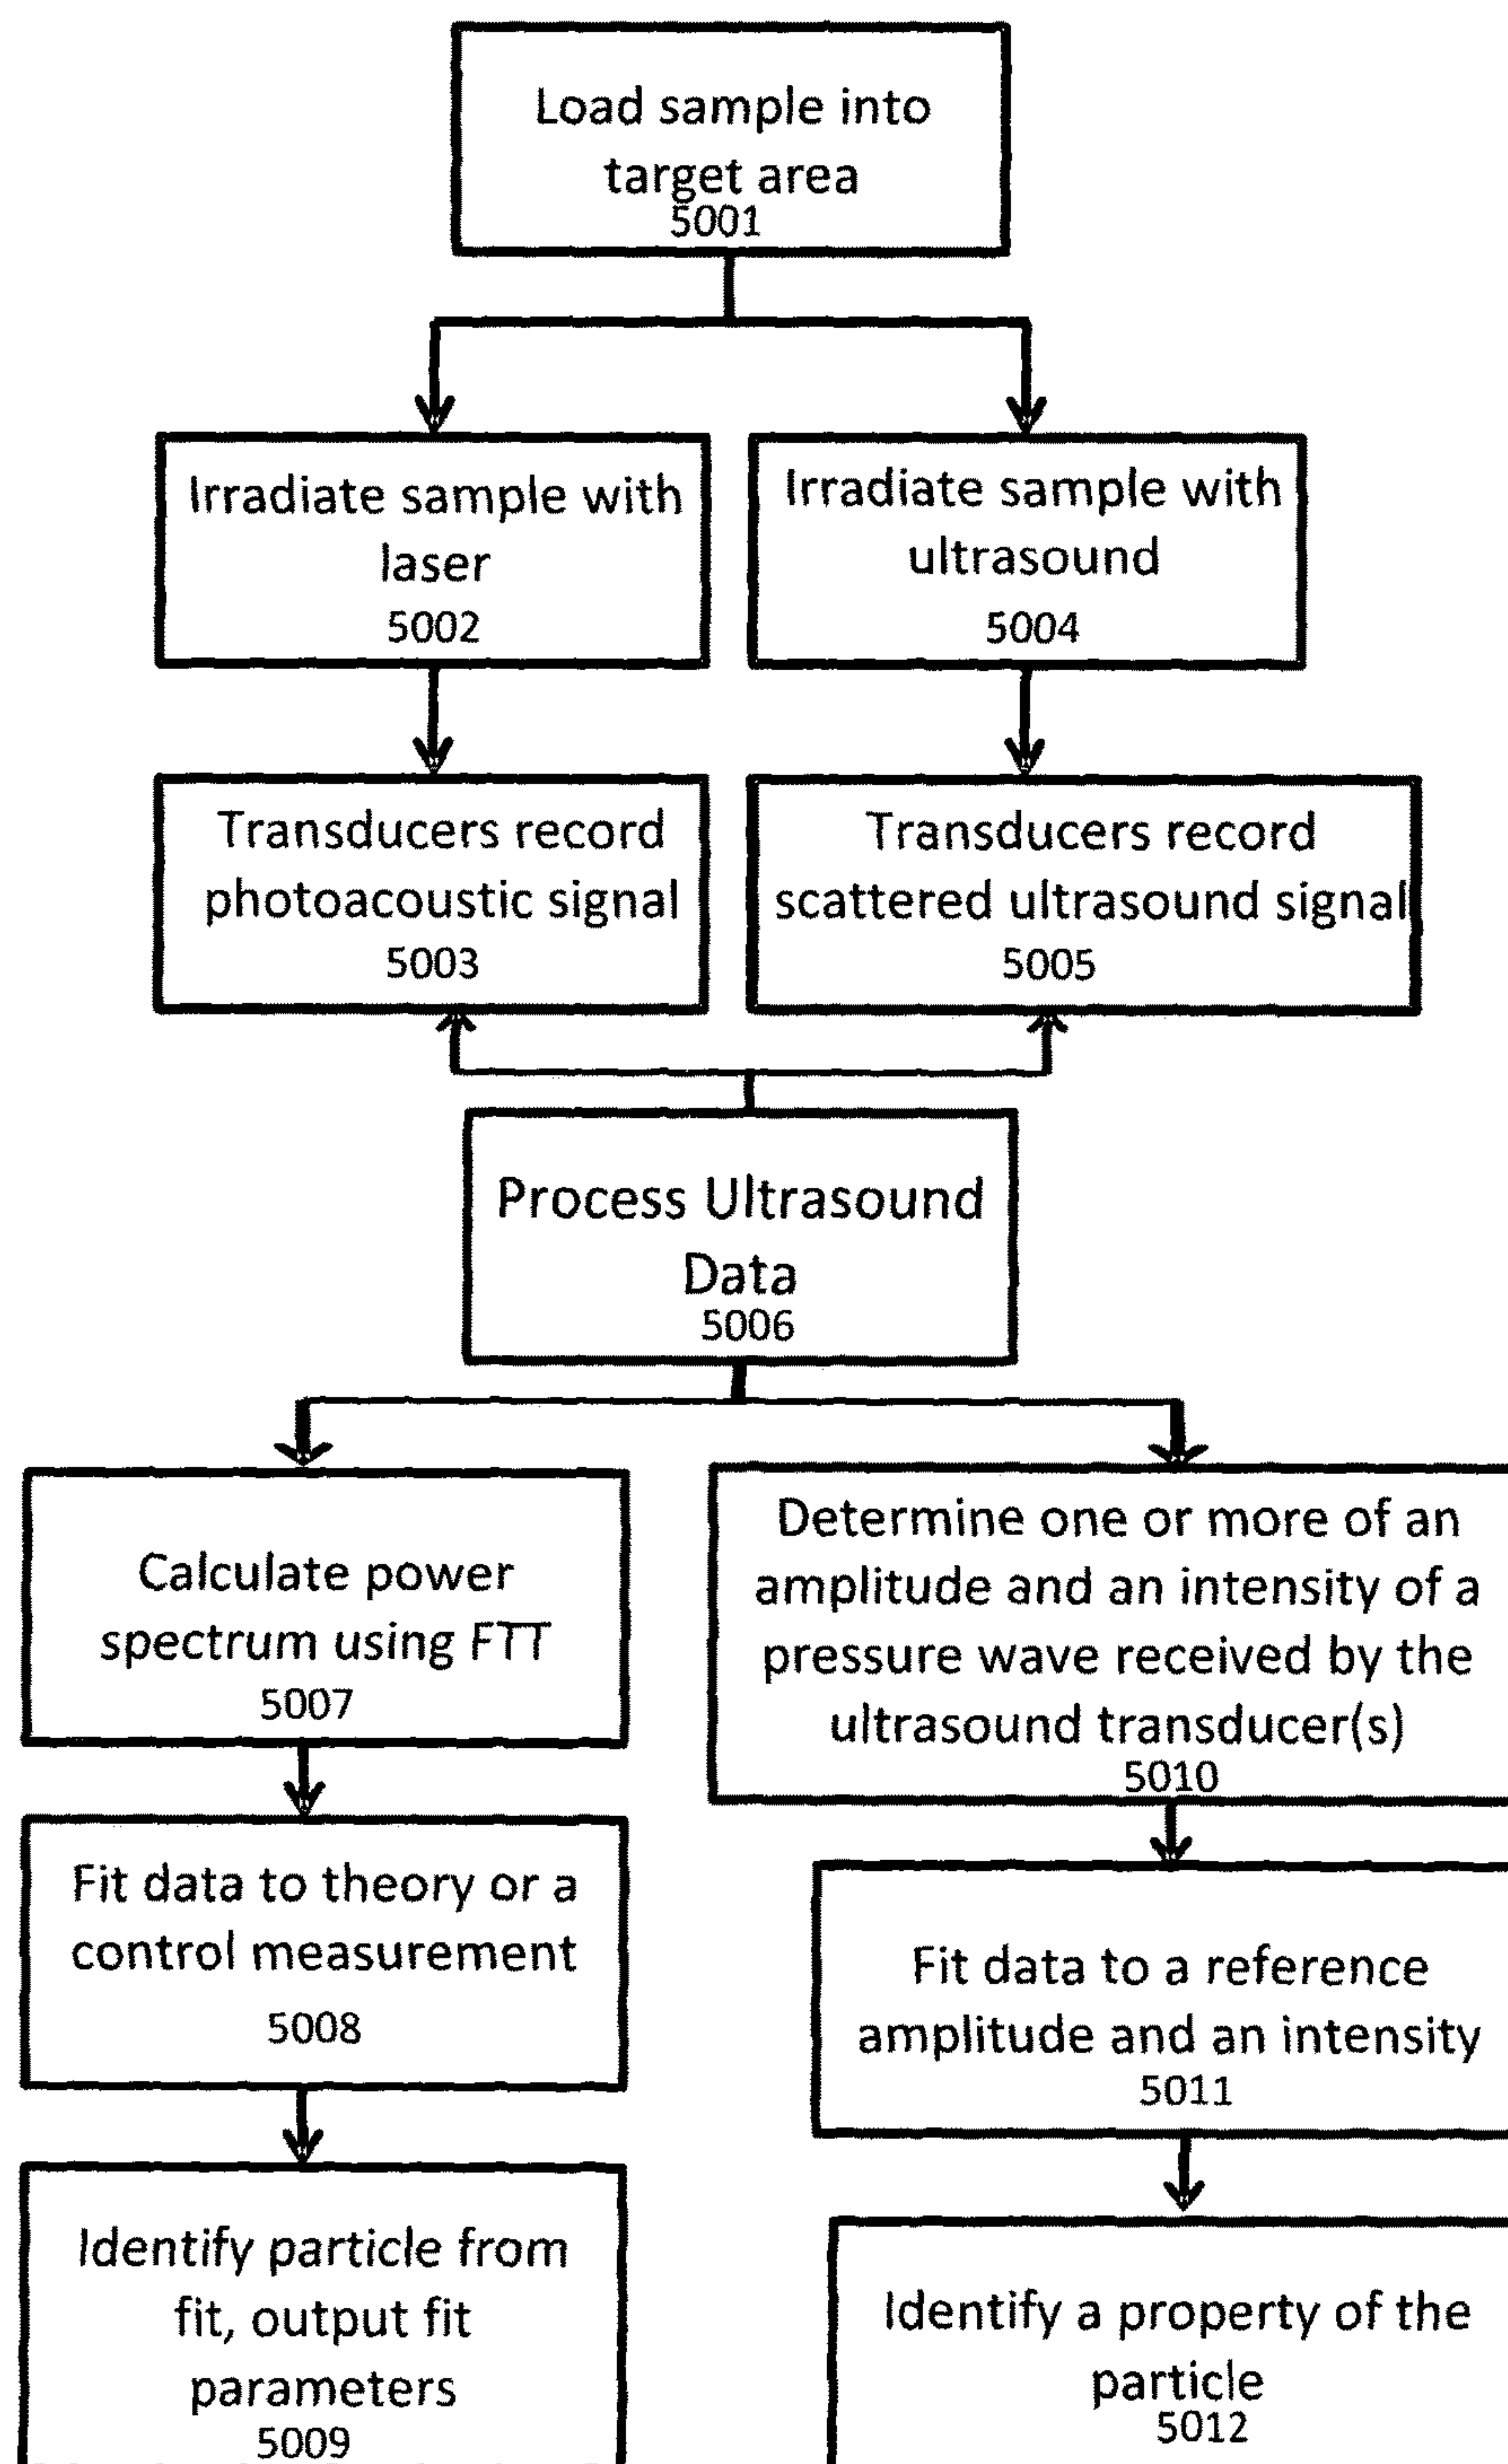 Load sample into
target area
5001
Irradiate sample with
laser
5002
Irradiate sample with
ultrasound
5004
Transducers record
photoacoustic signal
5003
Transducers record
scattered ultrasound signal
5005
Process Ultrasound
Data
5006
Calculate power
spectrum using FTT
5007
Determine one or more of an
amplitude and an intensity of a
pressure wave received by the
ultrasound transducer(s)
5010
Fit data to theory or a
control measurement
5008
Fit data to a reference
amplitude and an intensity
5011
Identify particle from
fit, output fit
parameters
5009
Identify a property of the
particle
5012